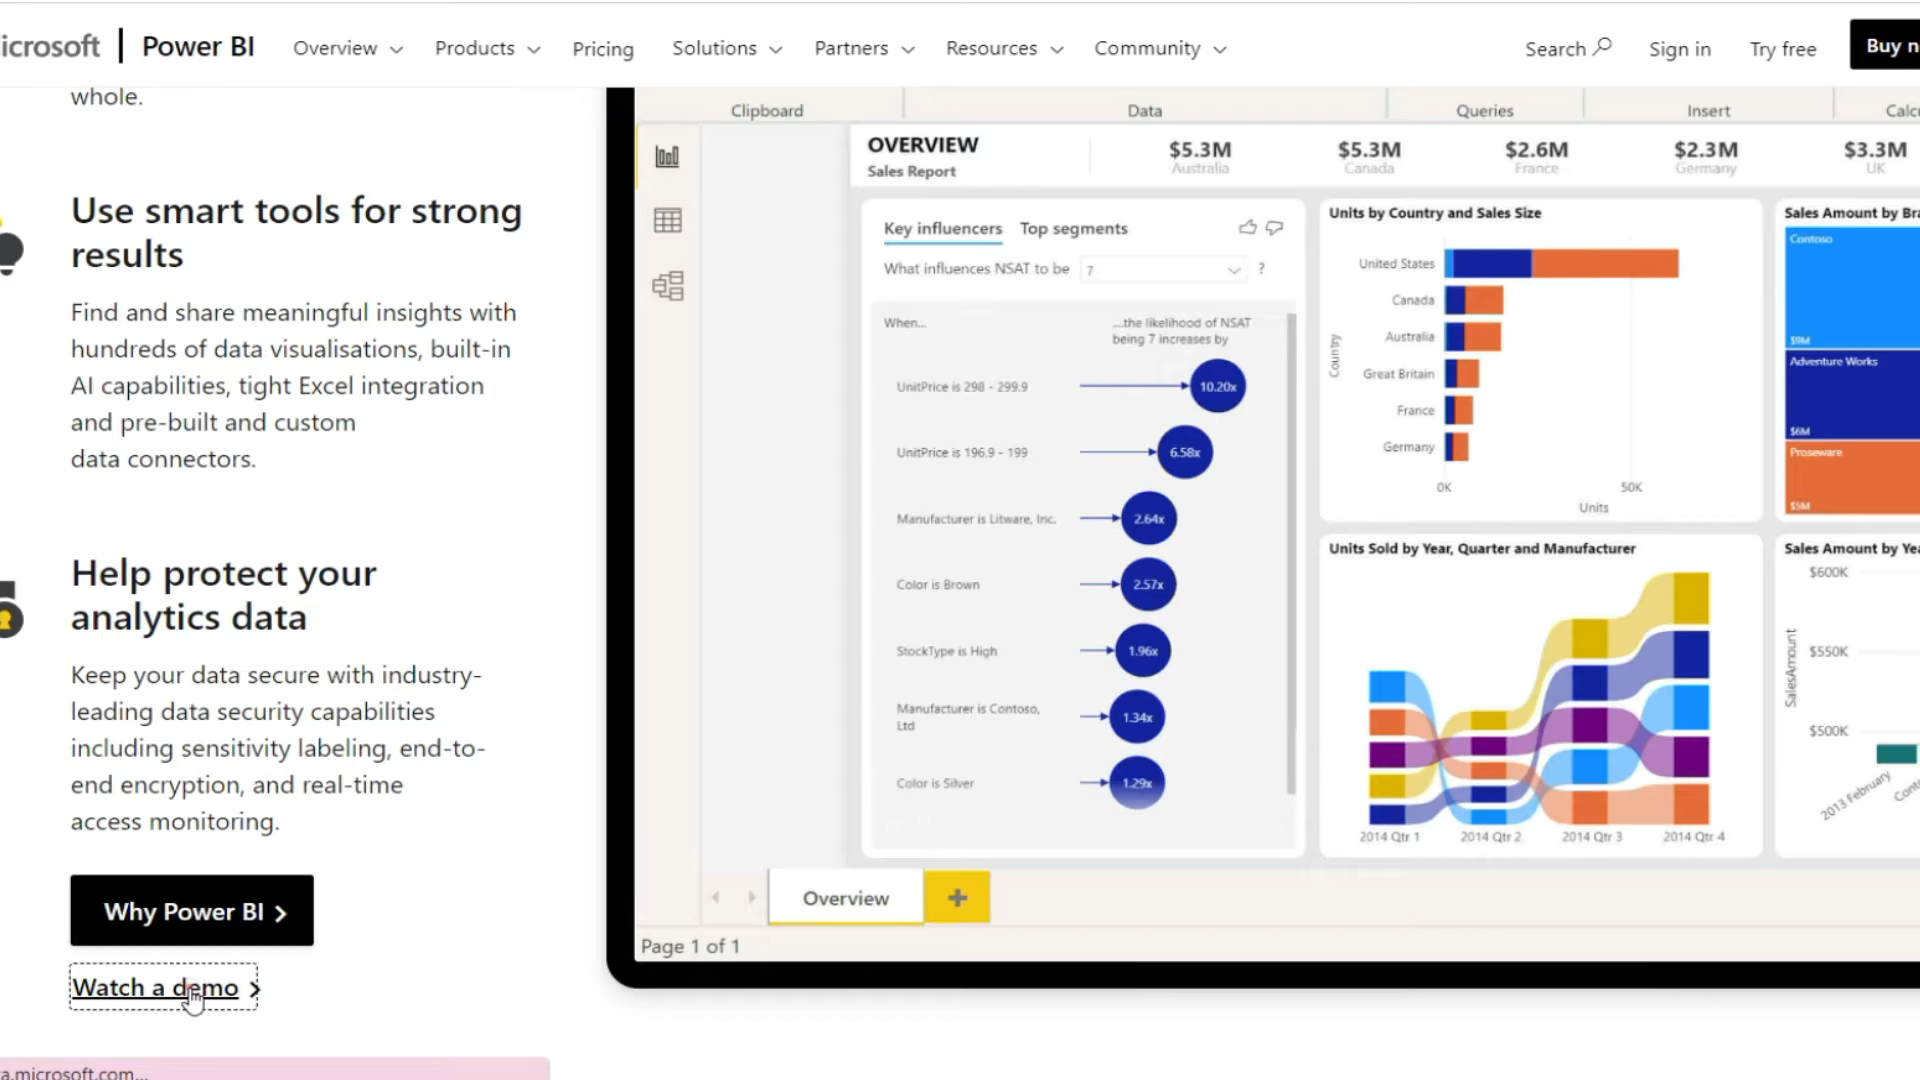 icrosoft | Power BI Overview Products Pricing Solutions Partners Resources Community Search Sign in Try free Buy n
whole.
Use smart tools for strong
results
Find and share meaningful insights with
hundreds of data visualisations, built-in
AI capabilities, tight Excel integration
and pre-built and custom
data connectors.
Help protect your
analytics data
Keep your data secure with industry-
leading data security capabilities
including sensitivity labeling, end-to-
end encryption, and real-time
access monitoring.
Why Power BI
Watch a demo
a.microsoft.com...
Clipboard Data Queries Insert Calcu
OVERVIEW
Sales Report
$5.3M
Australia
$5.3M
Canada
$2.6M
France
$2.3M
Germany
$3.3M
UK
Key influencers Top segments
What influences NSAT to be 7 ?
When...
...the likelihood of NSAT
being 7 increases by
UnitPrice is 298 - 299.9 10.20x
UnitPrice is 196.9 - 199 6.58x
Manufacturer is Litware, Inc. 2.64x
Color is Brown 2.57x
StockType is High 1.96x
Manufacturer is Contoso,
Ltd
1.34x
Color is Silver 1.29x
Units by Country and Sales Size
Country
United States
Canada
Australia
Great Britain
France
Germany
0K 50K
Units
Sales Amount by Bra
Contoso
$9M
Adventure Works
$6M
Proseware
$5M
Units Sold by Year, Quarter and Manufacturer
2014 Qtr 1 2014 Qtr 2 2014 Qtr 3 2014 Qtr 4
Sales Amount by Yea
SalesAmount
$600K
$550K
$500K
2013 February
Conto
Overview +
Page 1 of 1